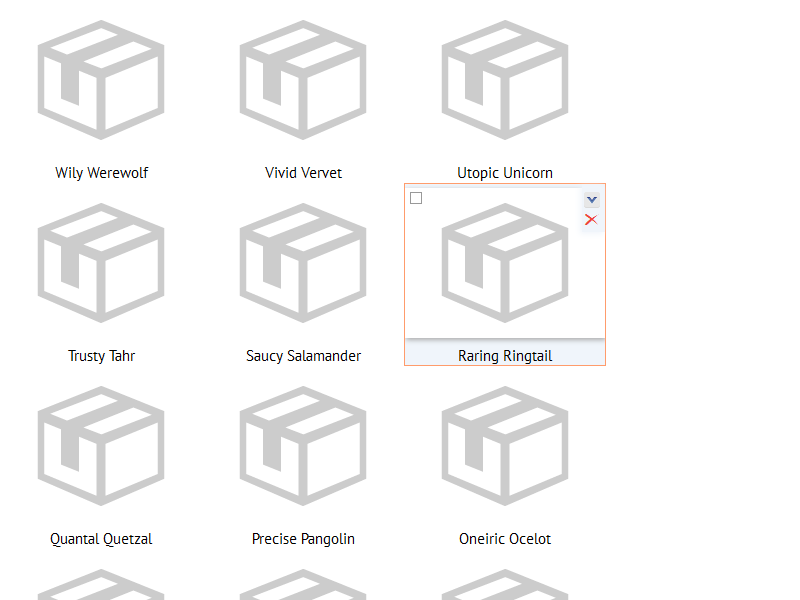 Wily Werewolf
Vivid Vervet
Utopic Unicorn
Trusty Tahr
Saucy Salamander
Raring Ringtail
Quantal Quetzal
Precise Pangolin
Oneiric Ocelot